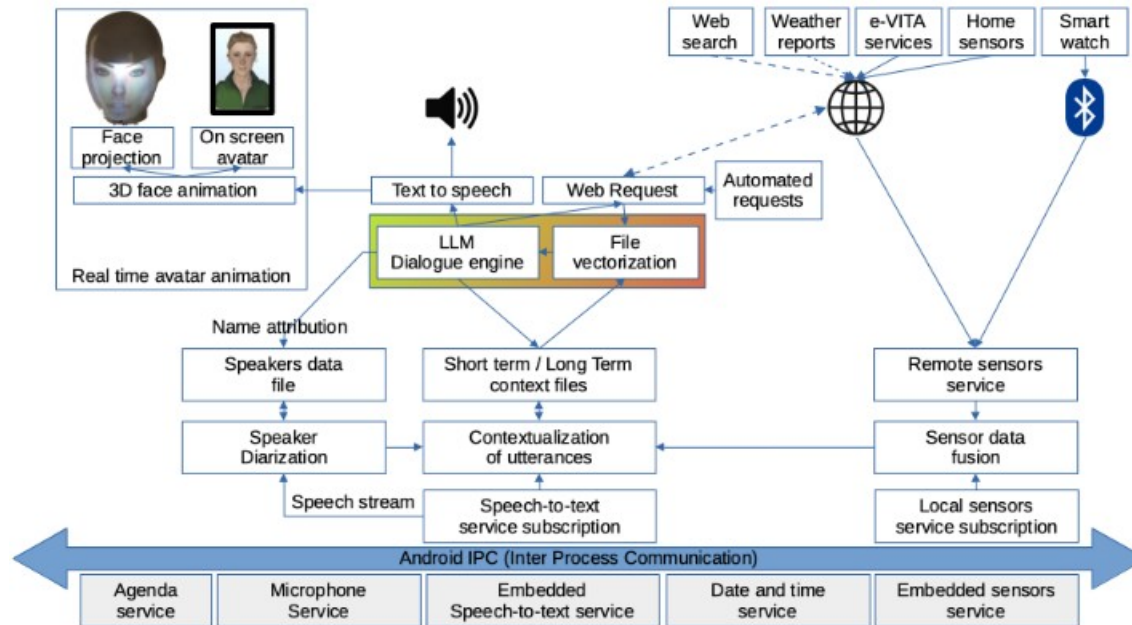 Web
search
Weather
reports
e-VITA
services
Home
sensors
Smart
watch
Face
projection
On screen
avatar
3D face animation
Text to speech
Web Request
Automated
requests
LLM
Dialogue engine
File
vectorization
Real time avatar animation
Name attribution
Speakers data
file
Short term / Long Term
context files
Remote sensors
service
Speaker
Diarization
Contextualization
of utterances
Sensor data
fusion
Speech stream
Speech-to-text
service subscription
Local sensors
service subscription
Android IPC (Inter Process Communication)
Agenda
service
Microphone
Service
Embedded
Speech-to-text service
Date and time
service
Embedded sensors
service